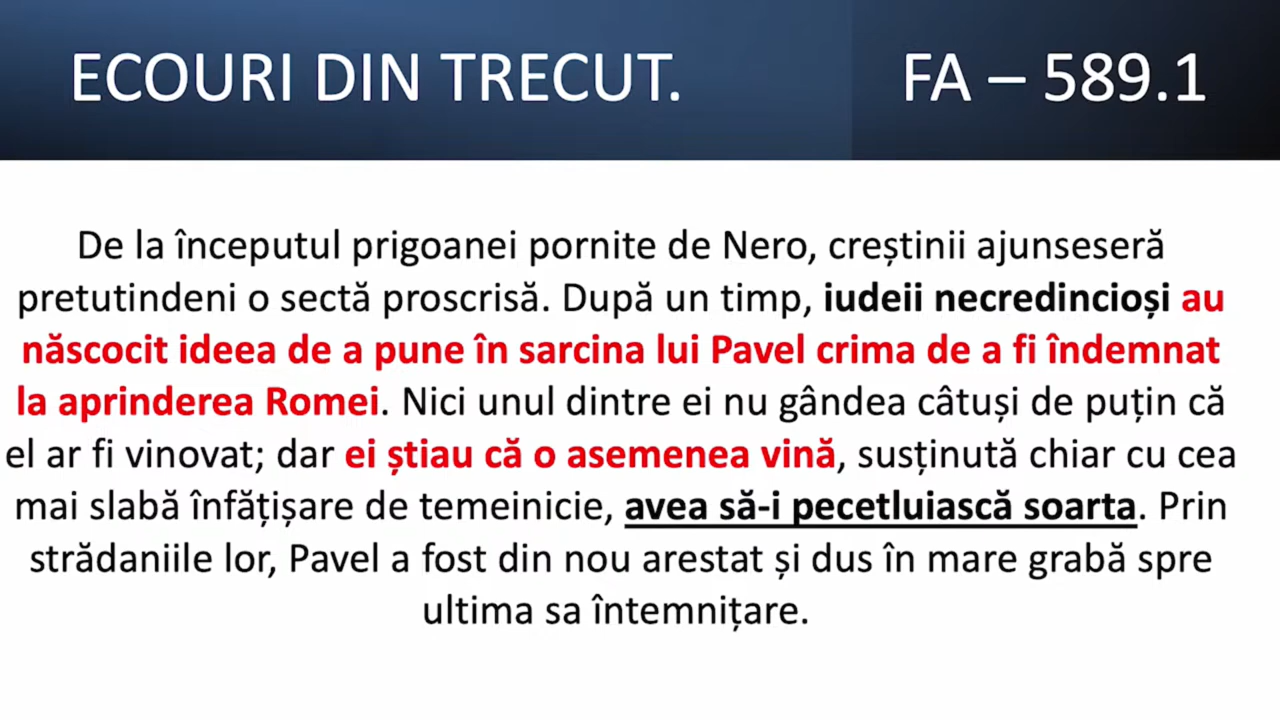 ECOURI DIN TRECUT. FA – 589.1
De la începutul prigoanei pornite de Nero, creștinii ajunseseră
pretutindeni o sectă proscrisă. După un timp, iudeii necredincioși au
născocit ideea de a pune în sarcina lui Pavel crima de a fi îndemnat
la aprinderea Romei. Nici unul dintre ei nu gândea câtuși de puțin că
el ar fi vinovat; dar ei știau că o asemenea vină, susținută chiar cu cea
mai slabă înfățișare de temeinicie, avea să-i pecetluiască soarta. Prin
strădaniile lor, Pavel a fost din nou arestat și dus în mare grabă spre
ultima sa întemnițare.